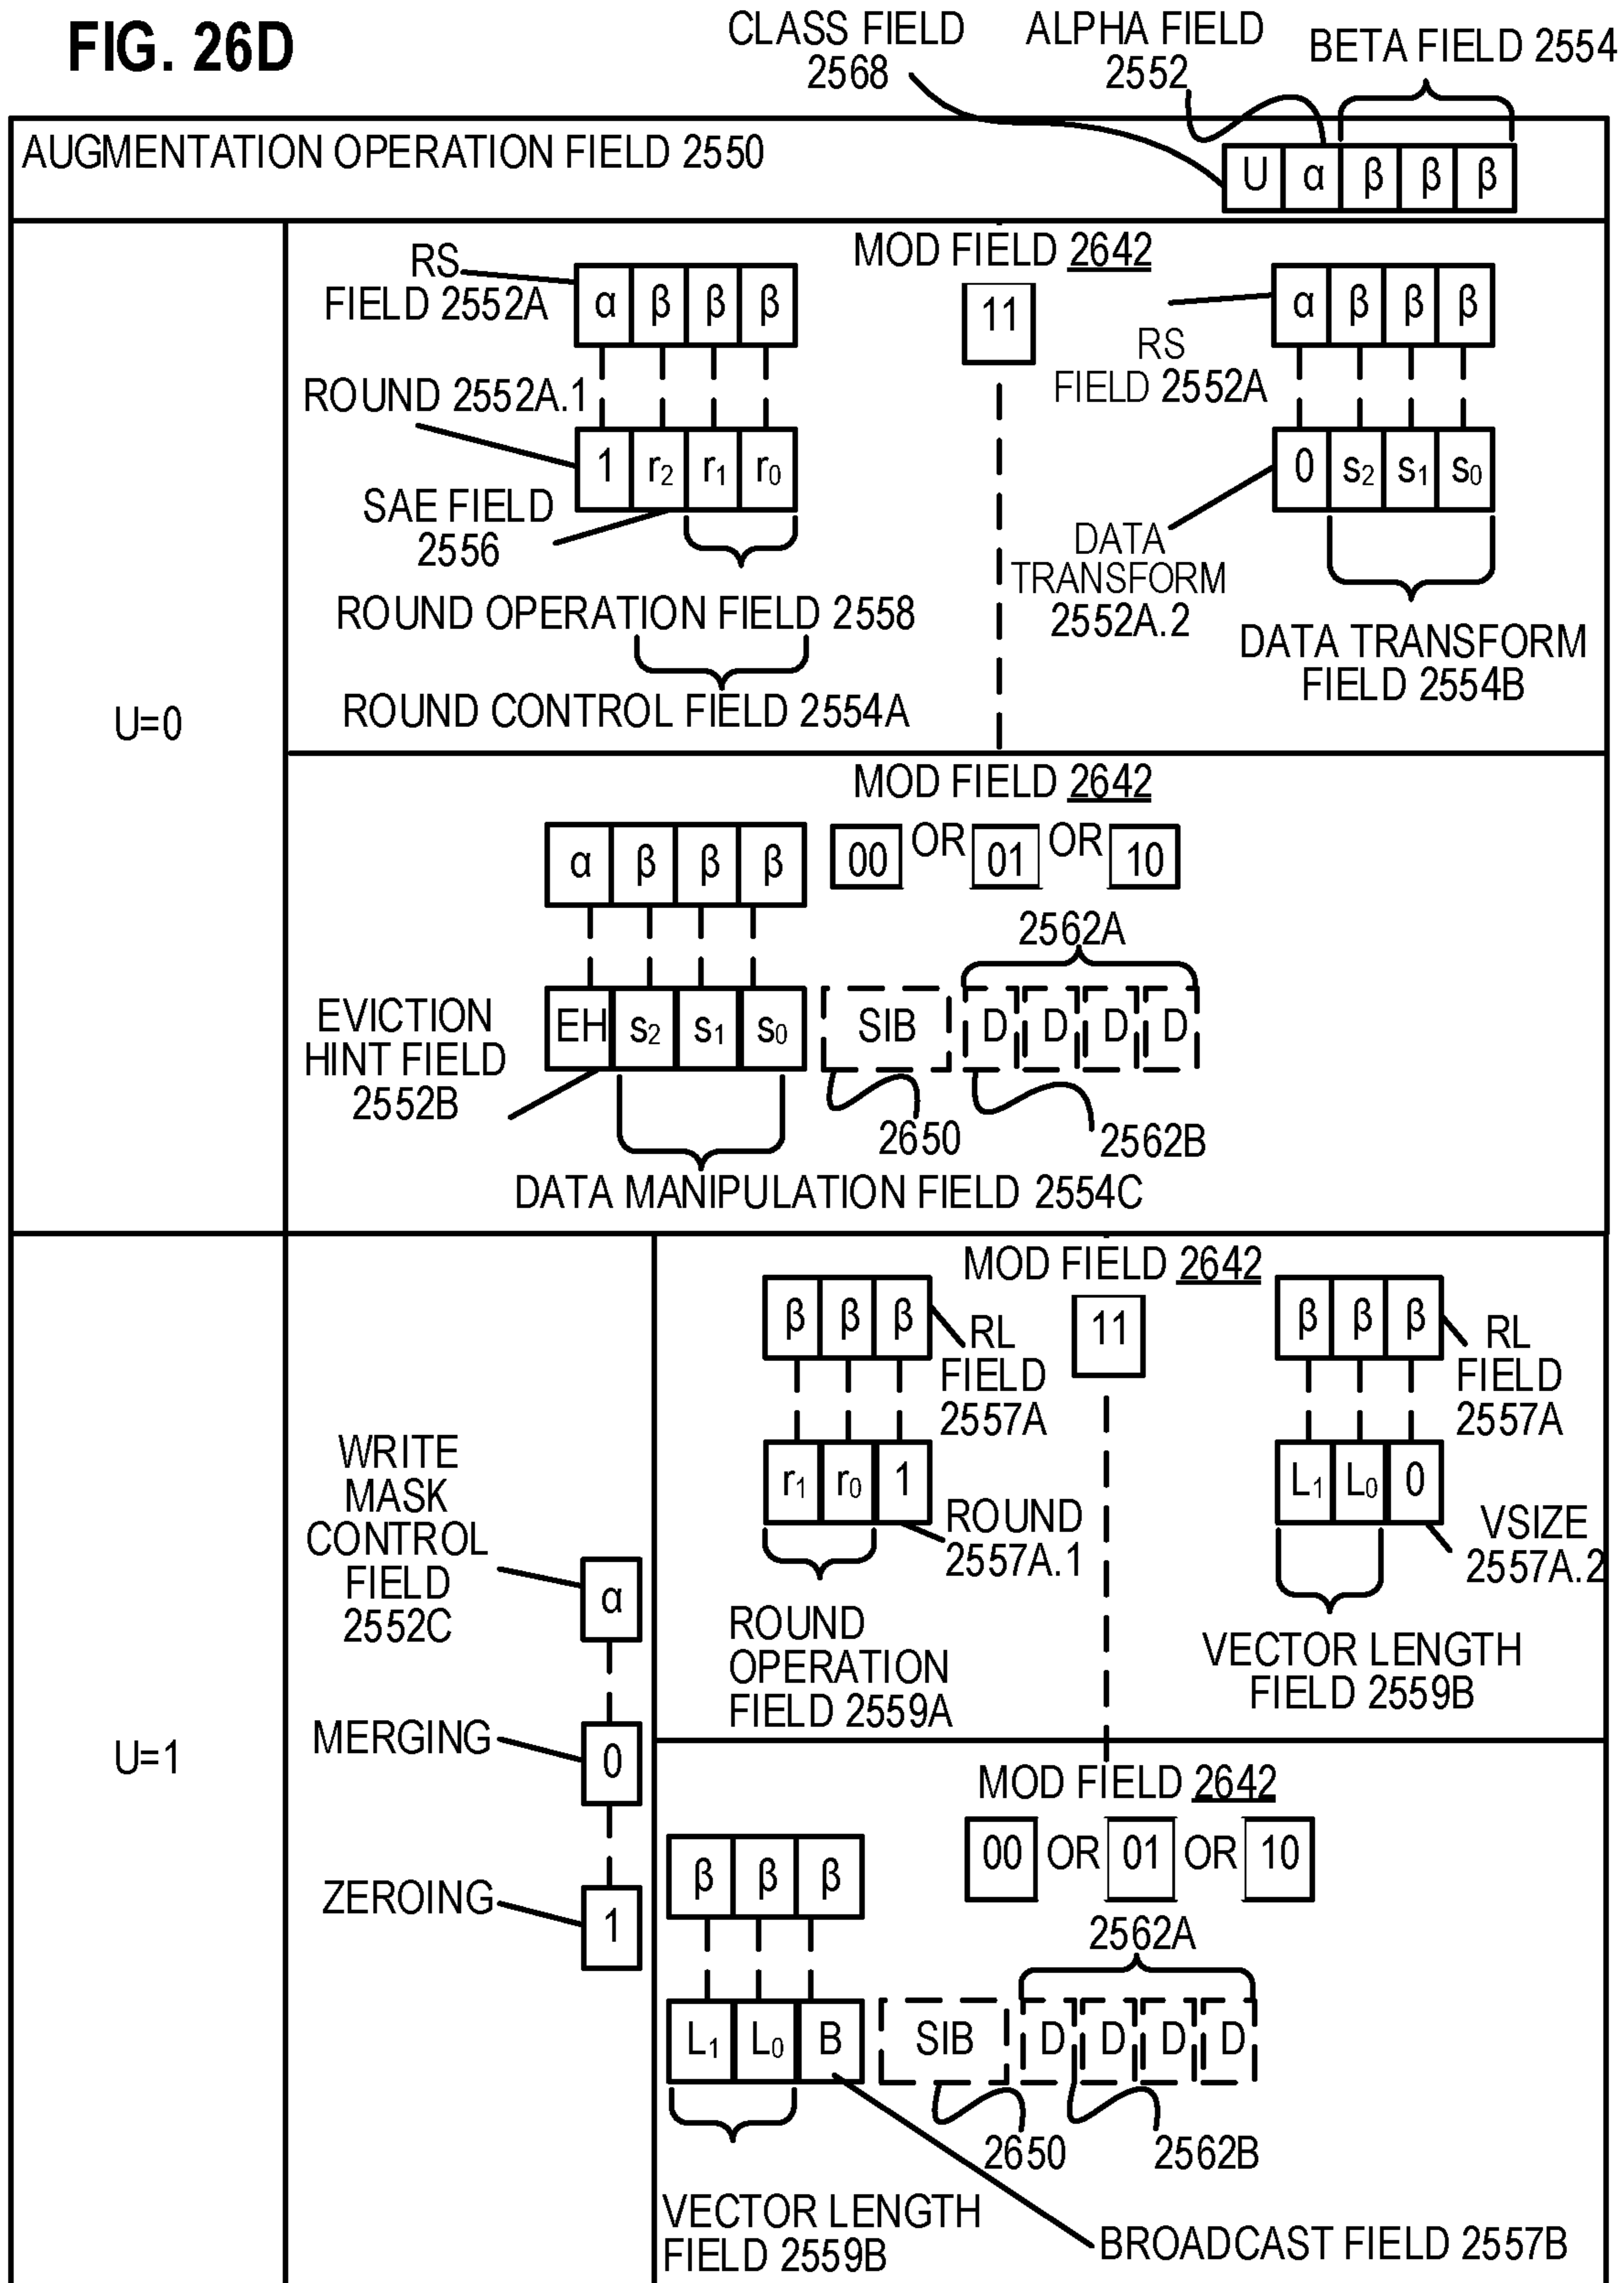 FIG. 26D
CLASS FIELD
2568
ALPHA FIELD
2552
BETA FIELD 2554
AUGMENTATION OPERATION FIELD 2550
U α β β β
U=0
MOD FIELD 2642
11
RS
FIELD 2552A
α β β β
ROUND 2552A.1
1 r2 r1 r0
SAE FIELD
2556
ROUND OPERATION FIELD 2558
ROUND CONTROL FIELD 2554A
α β β β
RS
FIELD 2552A
0 s2 s1 s0
DATA
TRANSFORM
2552A.2
DATA TRANSFORM
FIELD 2554B
MOD FIELD 2642
α β β β
00 OR 01 OR 10
2562A
EVICTION
HINT FIELD
2552B
EH s2 s1 s0 SIB D D D D
2650
2562B
DATA MANIPULATION FIELD 2554C
U=1
WRITE
MASK
CONTROL
FIELD
2552C
α
MERGING
0
ZEROING
1
MOD FIELD 2642
11
β β β
RL
FIELD
2557A
r1 r0 1
ROUND
2557A.1
ROUND
OPERATION
FIELD 2559A
β β β
RL
FIELD
2557A
L1 L0 0
VSIZE
2557A.2
VECTOR LENGTH
FIELD 2559B
MOD FIELD 2642
00 OR 01 OR 10
β β β
2562A
L1 L0 B SIB D D D D
2650
2562B
VECTOR LENGTH
FIELD 2559B
BROADCAST FIELD 2557B